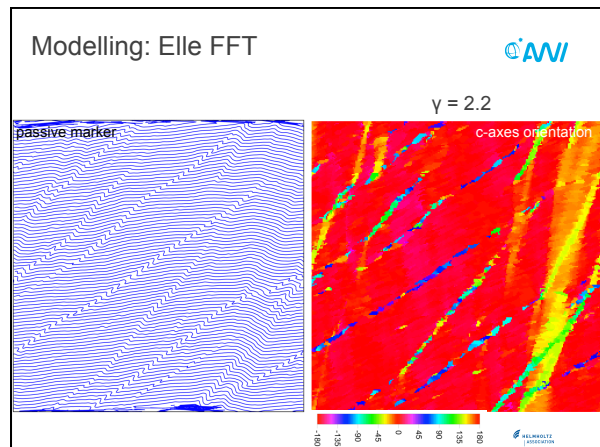 Modelling: Elle FFT
AWI
γ = 2.2
passive marker
c-axes orientation
-180 -135 -90 -45 0 45 90 135 180
HELMHOLTZ
ASSOCIATION